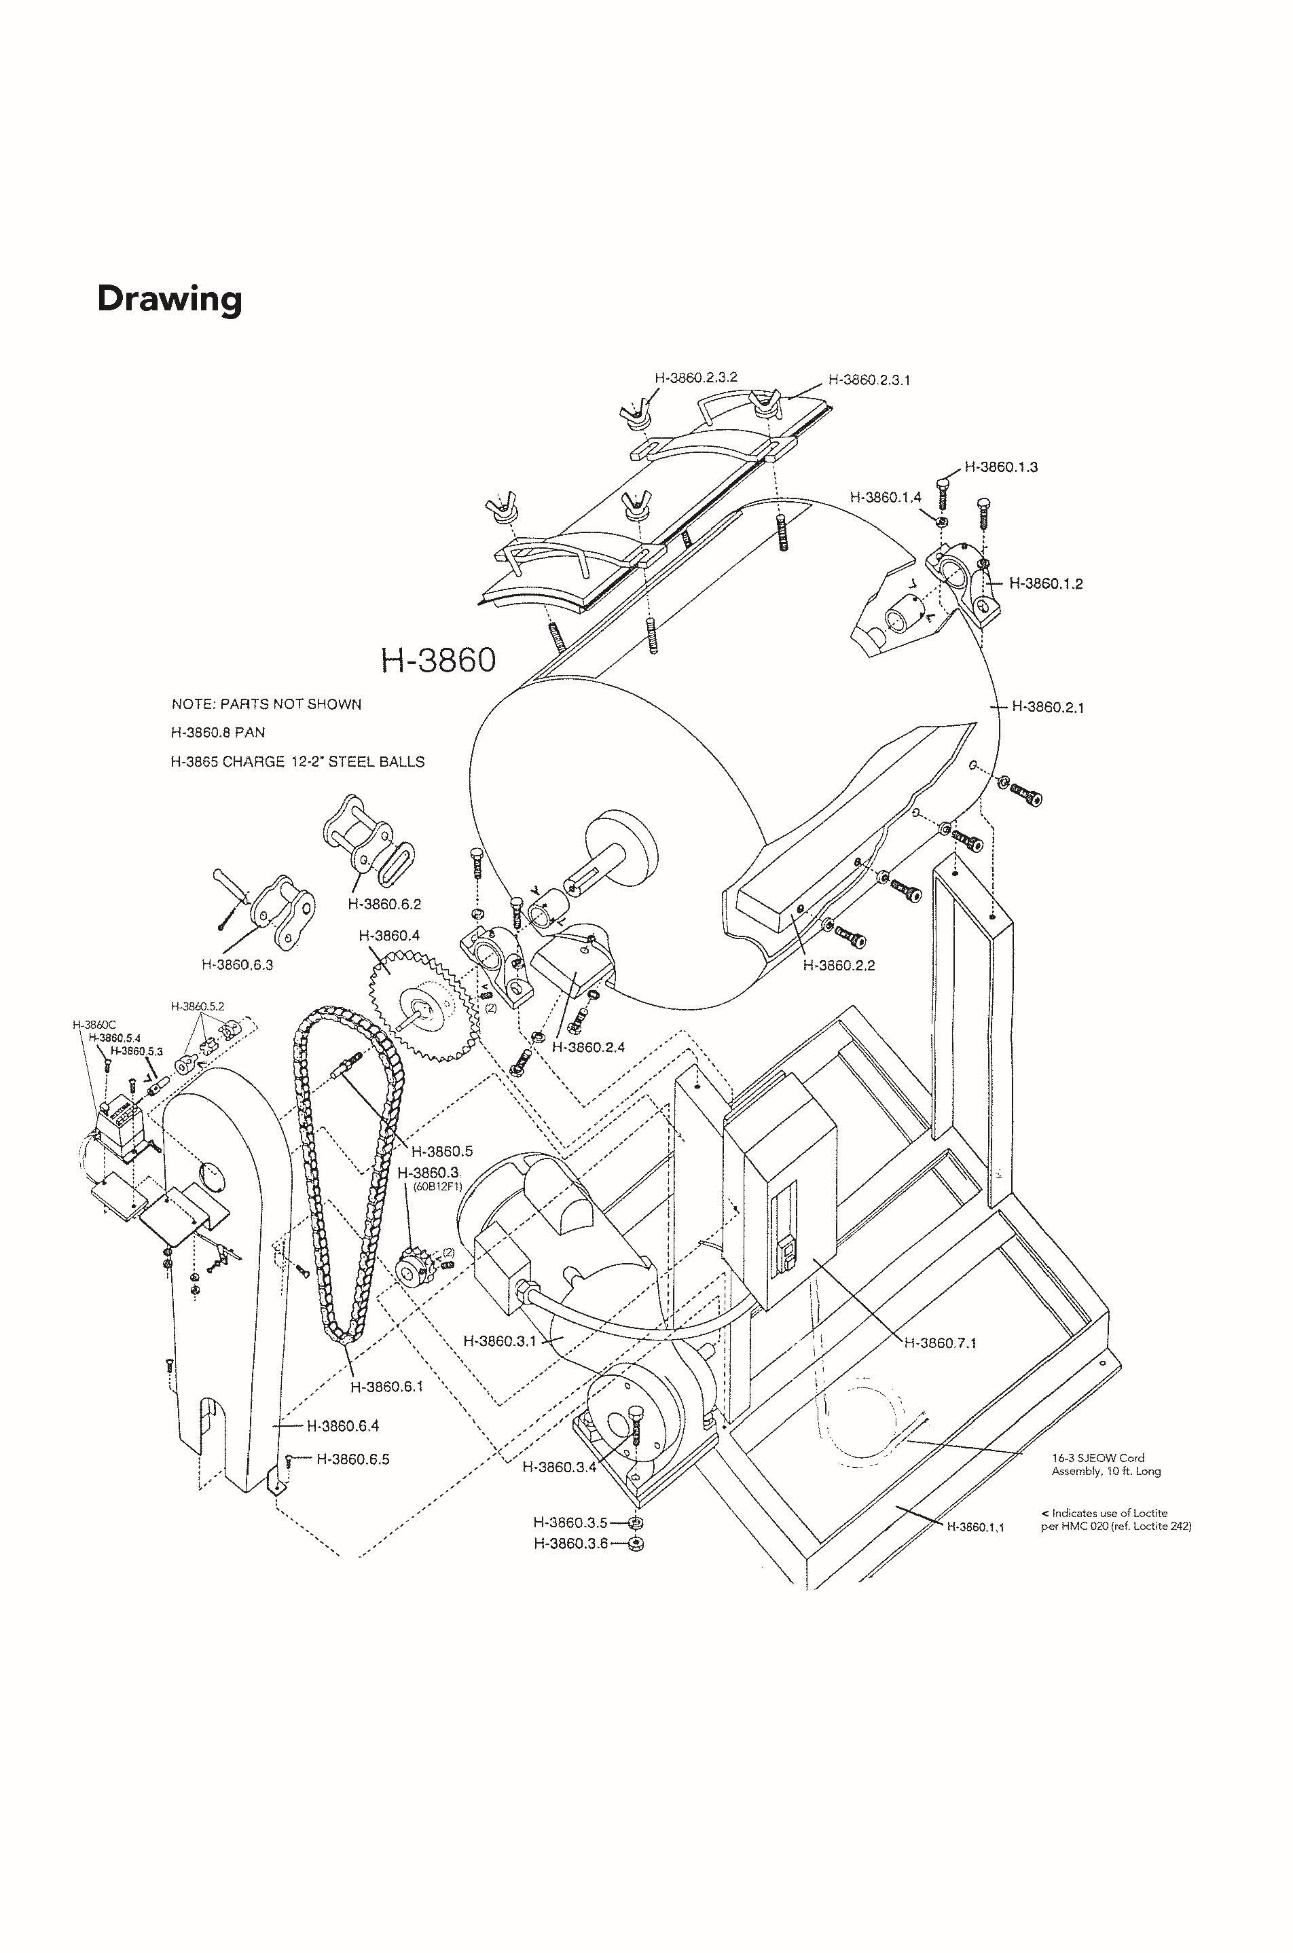 Drawing
H-3860.2.3.2
H-3860.2.3.1
H-3860.1.3
H-3860.1.4
H-3860.1.2
H-3860
NOTE: PARTS NOT SHOWN
H-3860.8 PAN
H-3865 CHARGE 12-2" STEEL BALLS
H-3860.2.1
H-3860.6.2
H-3860.4
H-3860.6.3
H-3860.2.2
H-3860.5.2
H-3860C
H-3860.5.4
H-3860.5.3
(2)
H-3860.2.4
H-3860.5
H-3860.3
(60B12F1)
(2)
H-3860.3.1
H-3860.7.1
H-3860.6.1
H-3860.6.4
H-3860.6.5
H-3860.3.4
16-3 SJEOW Cord
Assembly, 10 ft. Long
H-3860.3.5
H-3860.3.6
H-3860.1.1
< Indicates use of Loctite
per HMC 020 (ref. Loctite 242)